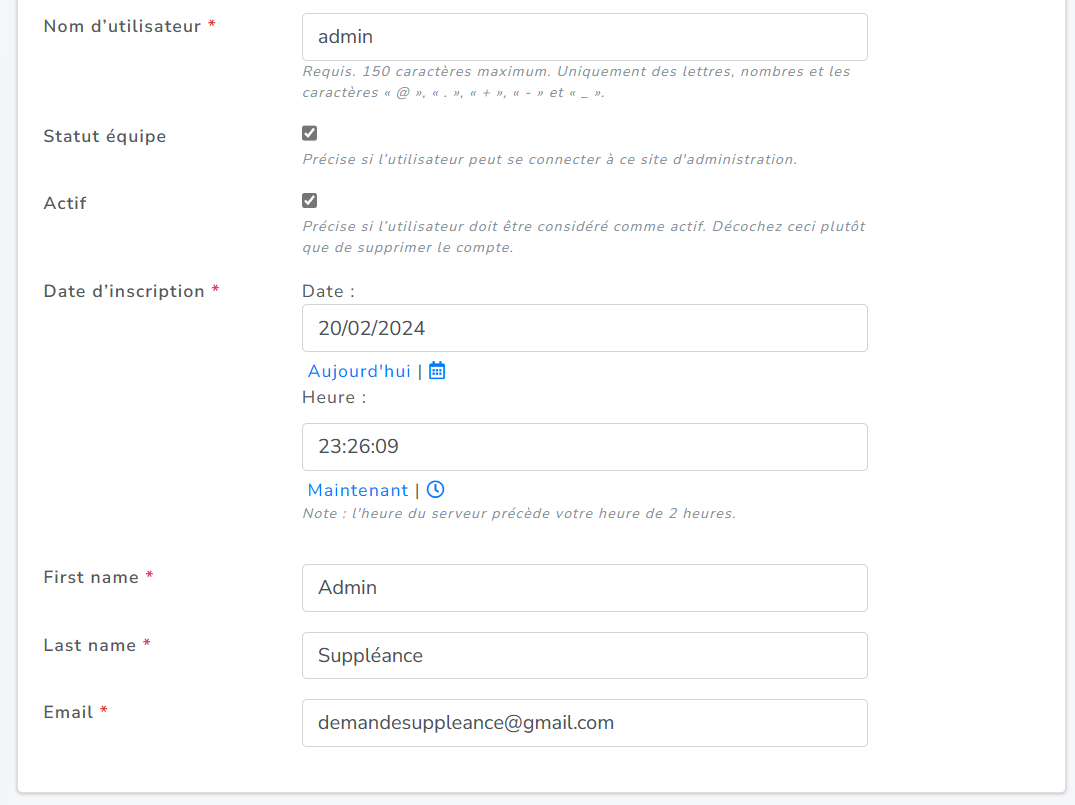 Nom d’utilisateur *
admin
Requis. 150 caractères maximum. Uniquement des lettres, nombres et les
caractères « @ », « . », « + », « - » et « _ ».
Statut équipe
Précise si l’utilisateur peut se connecter à ce site d'administration.
Actif
Précise si l’utilisateur doit être considéré comme actif. Décochez ceci plutôt
que de supprimer le compte.
Date d’inscription *
Date :
20/02/2024
Aujourd'hui |
Heure :
23:26:09
Maintenant |
Note : l'heure du serveur précède votre heure de 2 heures.
First name *
Admin
Last name *
Suppléance
Email *
demandesuppleance@gmail.com